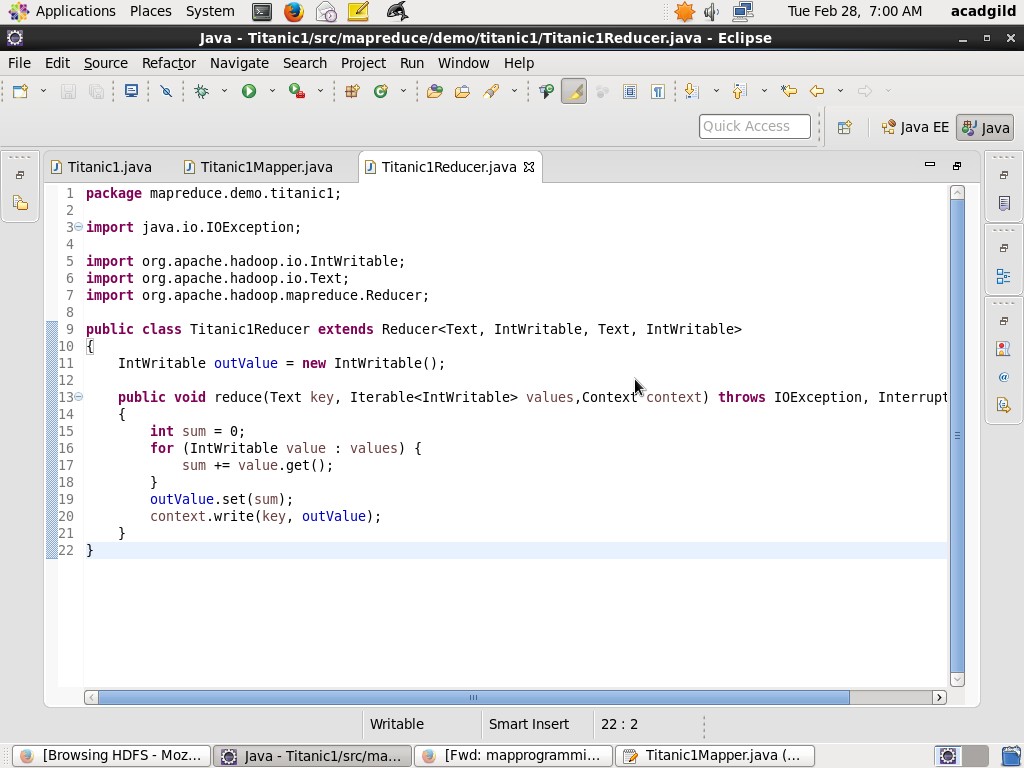 Applications Places System Tue Feb 28, 7:00 AM acadgild
Java - Titanic1/src/mapreduce/demo/titanic1/Titanic1Reducer.java - Eclipse
File Edit Source Refactor Navigate Search Project Run Window Help
Quick Access Java EE Java
Titanic1.java Titanic1Mapper.java Titanic1Reducer.java
1 package mapreduce.demo.titanic1;
2
3 import java.io.IOException;
4
5 import org.apache.hadoop.io.IntWritable;
6 import org.apache.hadoop.io.Text;
7 import org.apache.hadoop.mapreduce.Reducer;
8
9 public class Titanic1Reducer extends Reducer<Text, IntWritable, Text, IntWritable>
10 {
11     IntWritable outValue = new IntWritable();
12
13     public void reduce(Text key, Iterable<IntWritable> values,Context context) throws IOException, Interrupt
14     {
15         int sum = 0;
16         for (IntWritable value : values) {
17             sum += value.get();
18         }
19         outValue.set(sum);
20         context.write(key, outValue);
21     }
22 }
Writable Smart Insert 22 : 2
[Browsing HDFS - Moz... Java - Titanic1/src/ma... [Fwd: mapprogrammi... Titanic1Mapper.java (...